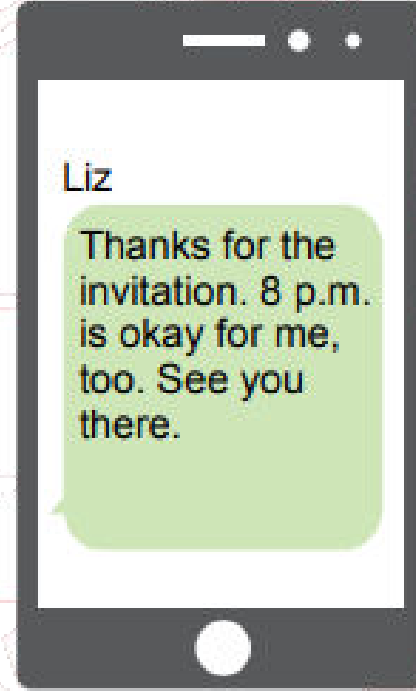 Liz
Thanks for the
invitation. 8 p.m.
is okay for me,
too. See you
there.